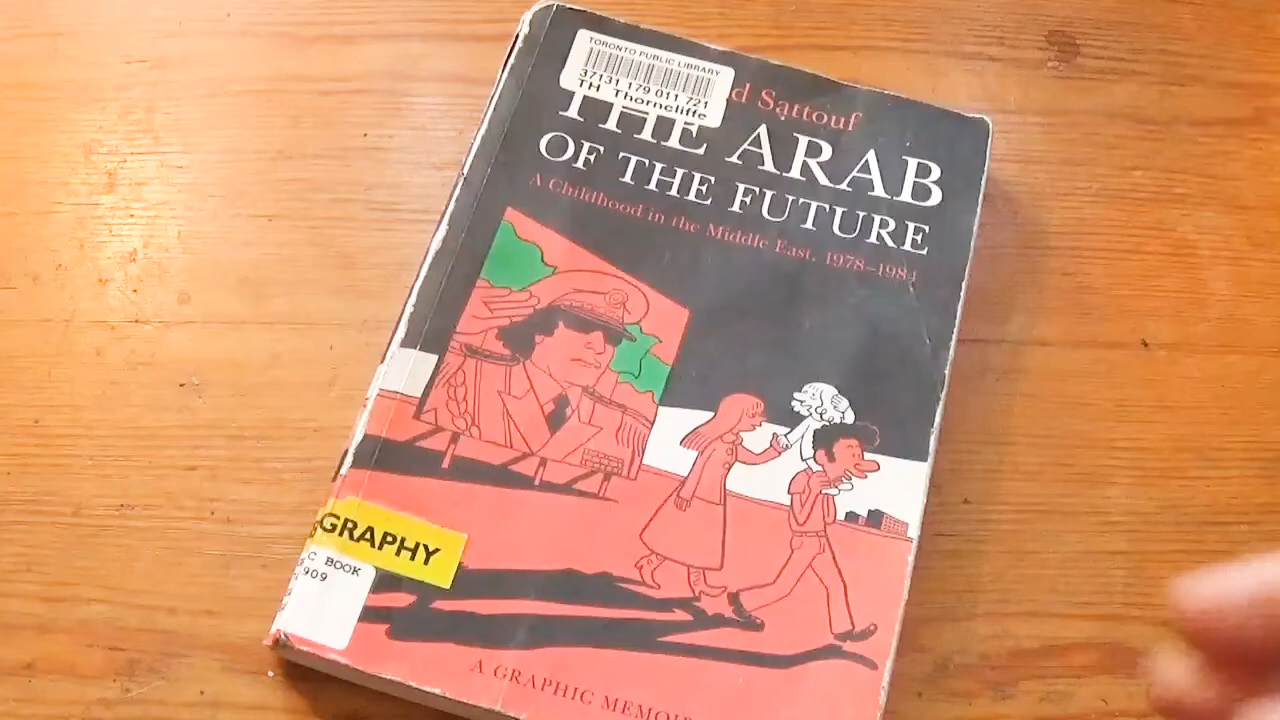 TORONTO PUBLIC LIBRARY
37131 179 011 721
TH Thorncliffe
d Sattouf
THE ARAB
OF THE FUTURE
A Childhood in the Middle East, 1978–1984
GRAPHY
C BOOK
909
A GRAPHIC MEMOIR